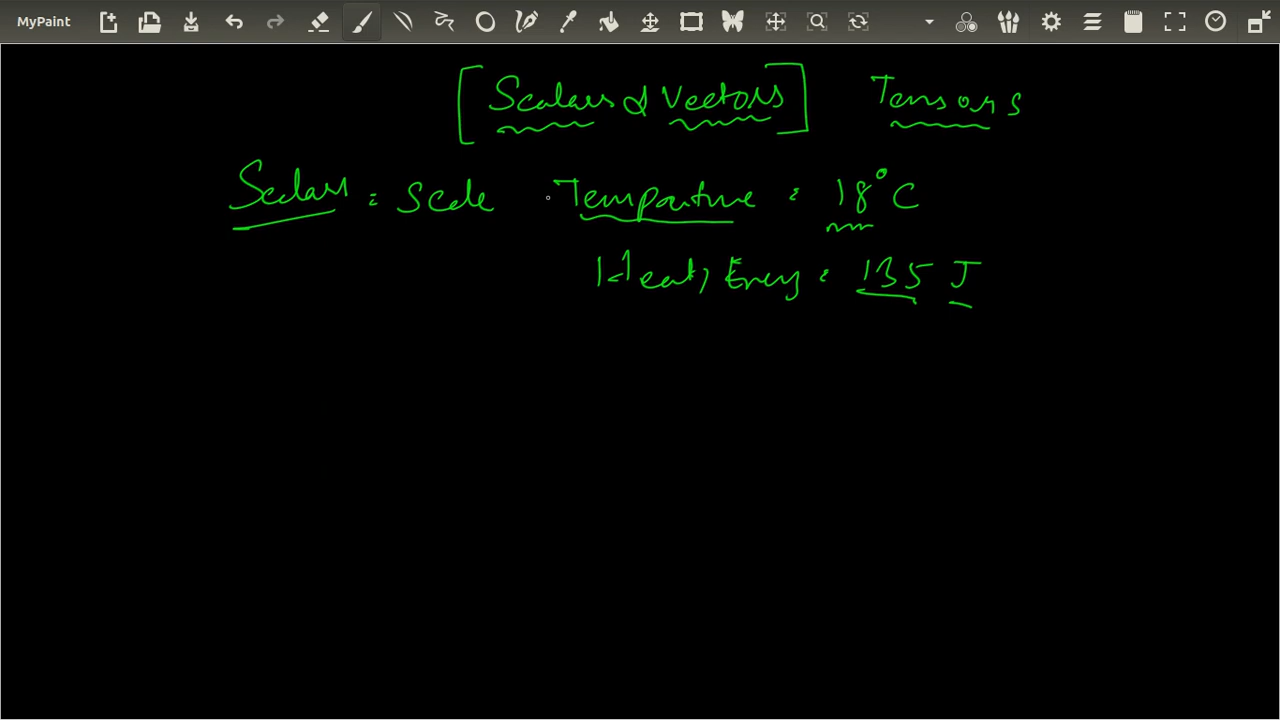 MyPaint
[Scalars & Vectors] Tensors
Scalar = Scale Temperature = 18°C
Heat, Energy = 135 J